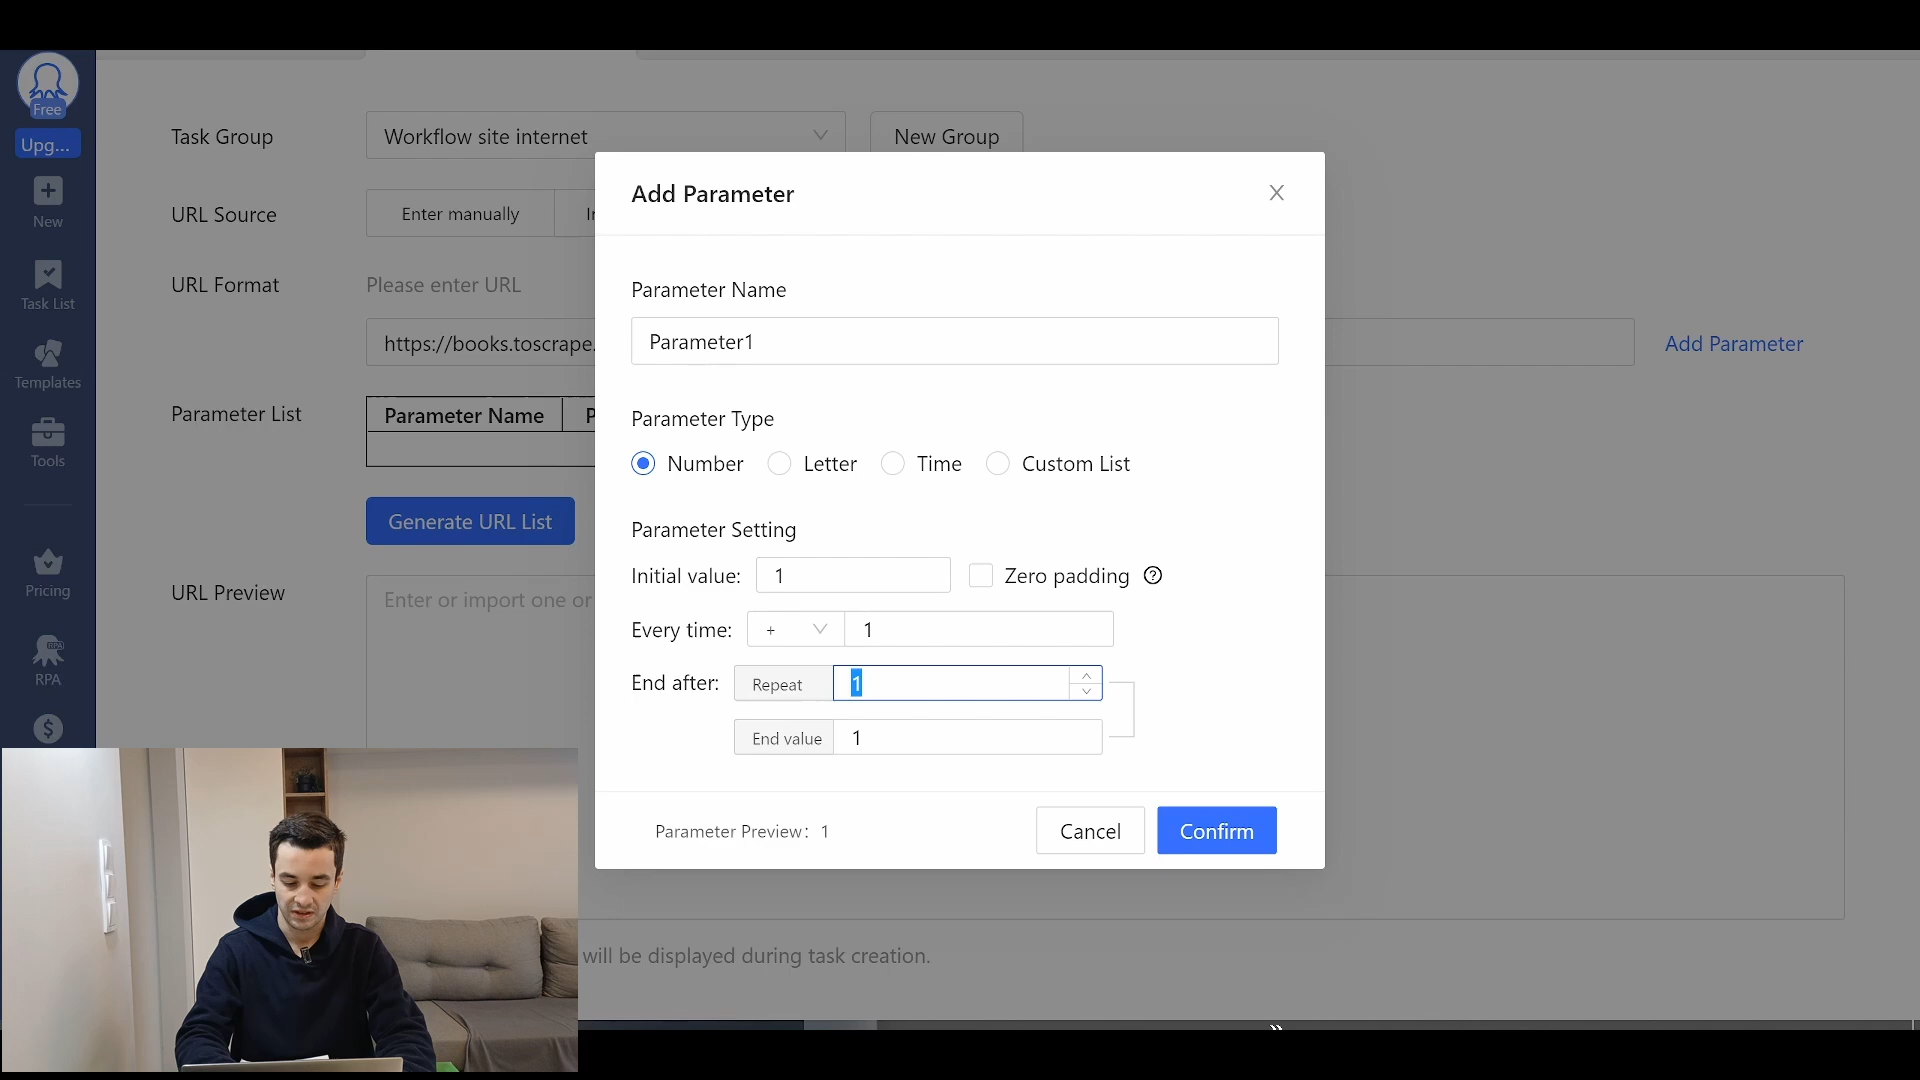 Free
Upg...
New
Task List
Templates
Tools
Pricing
RPA
Task Group
Workflow site internet
New Group
URL Source
Enter manually
URL Format
Please enter URL
https://books.toscrape.
Add Parameter
Parameter List
Parameter Name
Generate URL List
URL Preview
Enter or import one or
will be displayed during task creation.
Add Parameter
Parameter Name
Parameter1
Parameter Type
Number Letter Time Custom List
Parameter Setting
Initial value: 1 Zero padding ?
Every time: + 1
End after: Repeat 1
End value 1
Parameter Preview: 1
Cancel
Confirm